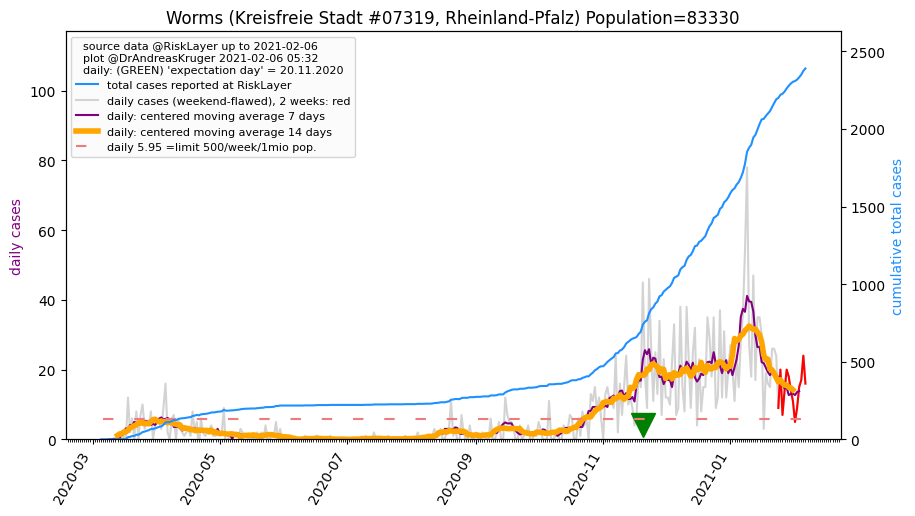 Worms (Kreisfreie Stadt #07319, Rheinland-Pfalz) Population=83330
source data @RiskLayer up to 2021-02-06
plot @DrAndreasKruger 2021-02-06 05:32
daily: (GREEN) 'expectation day' = 20.11.2020
total cases reported at RiskLayer
daily cases (weekend-flawed), 2 weeks: red
daily: centered moving average 7 days
daily: centered moving average 14 days
daily 5.95 =limit 500/week/1mio pop.
daily cases
100
80
60
40
20
0
cumulative total cases
2500
2000
1500
1000
500
0
2020-03
2020-05
2020-07
2020-09
2020-11
2021-01